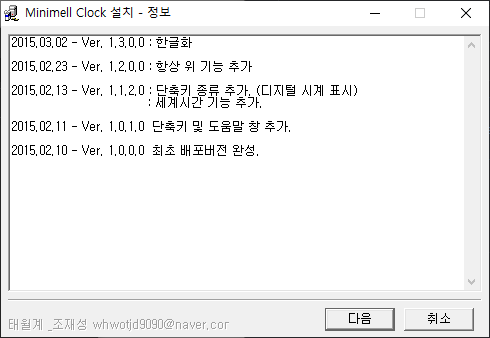 Minimell Clock 설치 - 정보
2015.03.02 - Ver. 1.3.0.0 : 한글화
2015.02.23 - Ver. 1.2.0.0 : 항상 위 기능 추가
2015.02.13 - Ver. 1.1.2.0 : 단축키 종류 추가. (디지털 시계 표시)
: 세계시간 기능 추가.
2015.02.11 - Ver. 1.0.1.0 단축키 및 도움말 창 추가.
2015.02.10 - Ver. 1.0.0.0 최초 배포버젼 완성.
태월계 _조재성 whwotjd9090@naver.cor
다음
취소